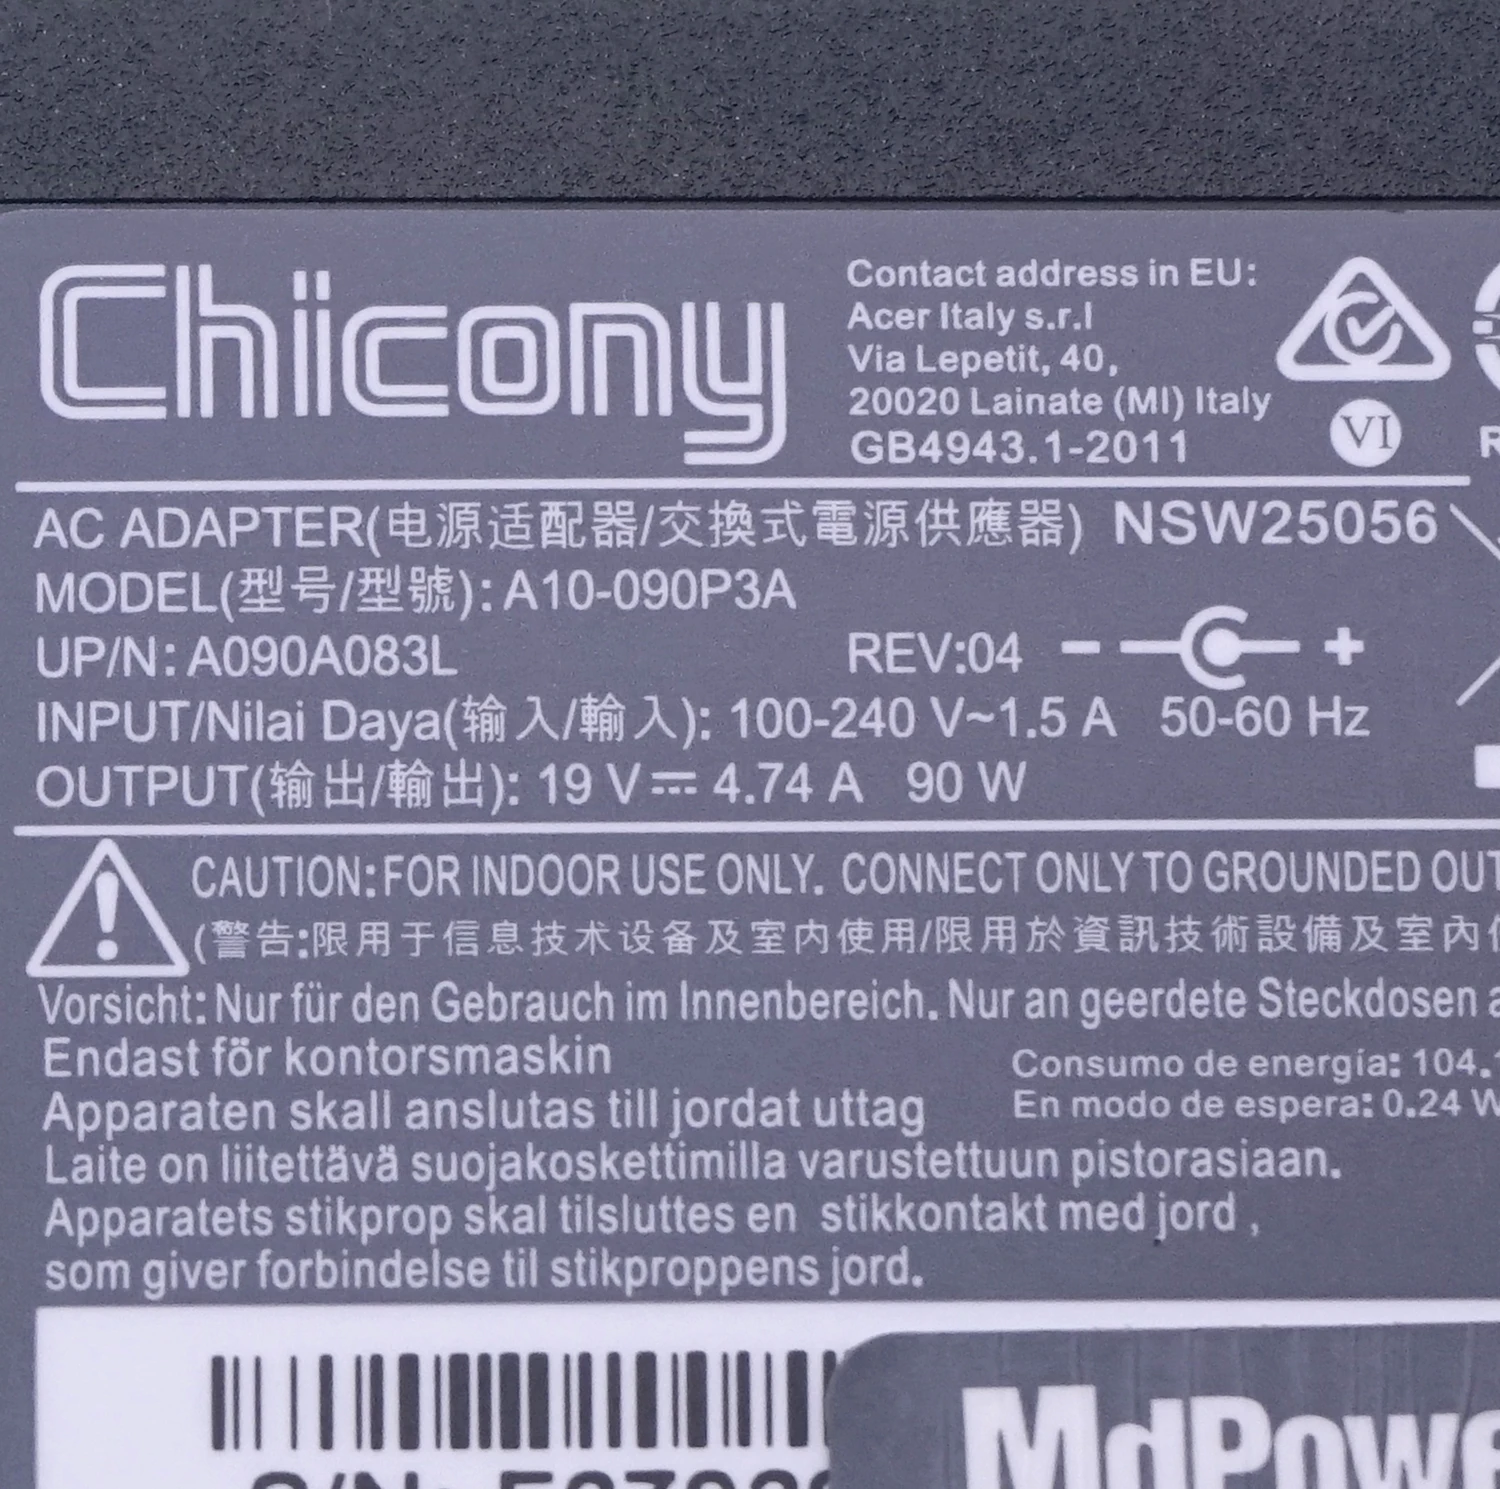 Chicony
Contact address in EU:
Acer Italy s.r.l
Via Lepetit, 40,
20020 Lainate (MI) Italy
GB4943.1-2011
VI
AC ADAPTER(电源适配器/交換式電源供應器) NSW25056
MODEL(型号/型號): A10-090P3A
UP/N: A090A083L REV:04 - +
INPUT/Nilai Daya(输入/輸入): 100-240 V~1.5 A 50-60 Hz
OUTPUT(输出/輸出): 19 V⎓4.74 A 90 W
CAUTION: FOR INDOOR USE ONLY. CONNECT ONLY TO GROUNDED OUT
(警告:限用于信息技术设备及室内使用/限用於資訊技術設備及室內
Vorsicht: Nur für den Gebrauch im Innenbereich. Nur an geerdete Steckdosen
Endast för kontorsmaskin
Consumo de energía: 104.
Apparaten skall anslutas till jordat uttag
En modo de espera: 0.24 W
Laite on liitettävä suojakoskettimilla varustettuun pistorasiaan.
Apparatets stikprop skal tilsluttes en stikkontakt med jord ,
som giver forbindelse til stikproppens jord.
MdPowe